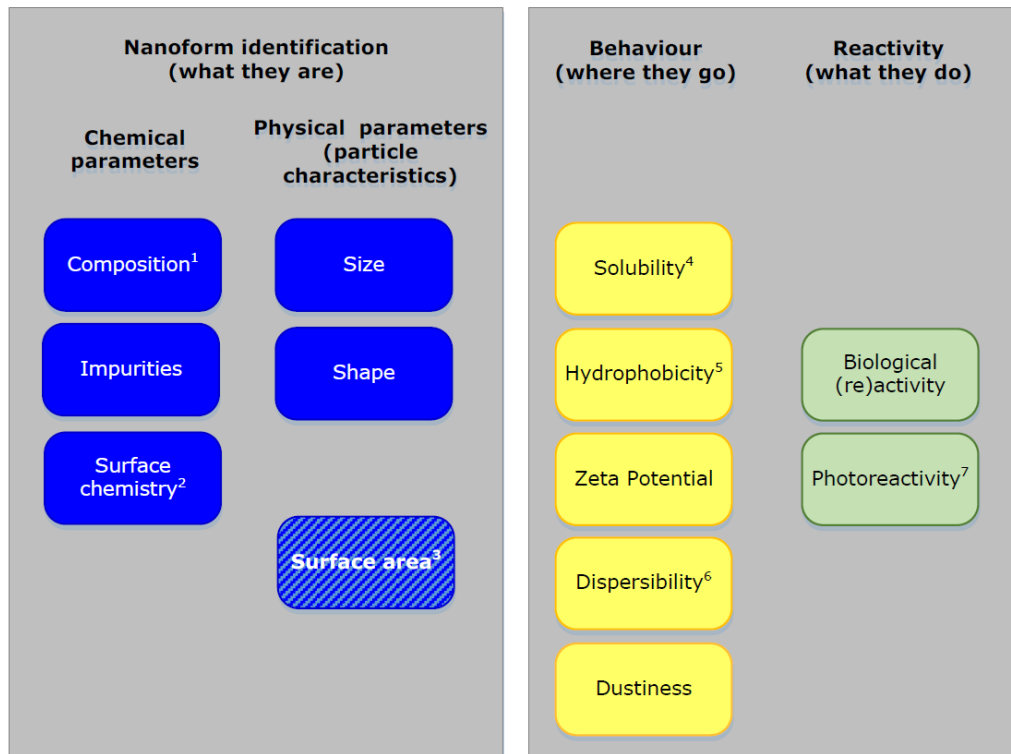 Nanoform identification
(what they are)
Chemical
parameters
Physical parameters
(particle
characteristics)
Composition¹
Size
Impurities
Shape
Surface
chemistry²
Surface area³
Behaviour
(where they go)
Reactivity
(what they do)
Solubility⁴
Hydrophobicity⁵
Biological
(re)activity
Zeta Potential
Photoreactivity⁷
Dispersibility⁶
Dustiness